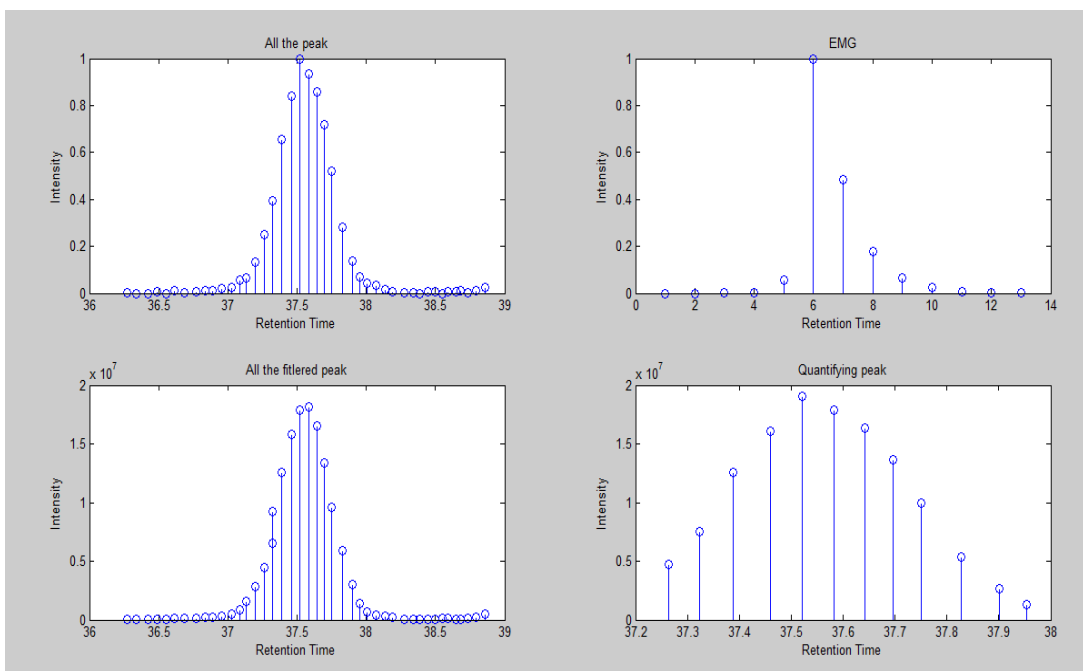 All the peak
1
0.8
0.6
0.4
0.2
0
36 36.5 37 37.5 38 38.5 39
Intensity
Retention Time
EMG
1
0.8
0.6
0.4
0.2
0
0 2 4 6 8 10 12 14
Intensity
Retention Time
x 10^7
All the fitlered peak
2
1.5
1
0.5
0
36 36.5 37 37.5 38 38.5 39
Intensity
Retention Time
x 10^7
Quantifying peak
2
1.5
1
0.5
0
37.2 37.3 37.4 37.5 37.6 37.7 37.8 37.9 38
Intensity
Retention Time